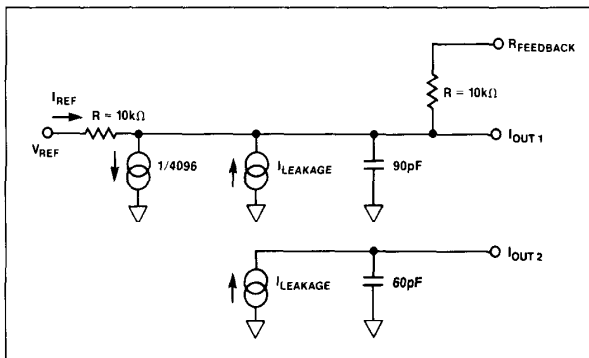 RFEEDBACK
IREF
R = 10kΩ
R = 10kΩ
VREF
IOUT 1
1/4096
ILEAKAGE
90pF
IOUT 2
ILEAKAGE
60pF